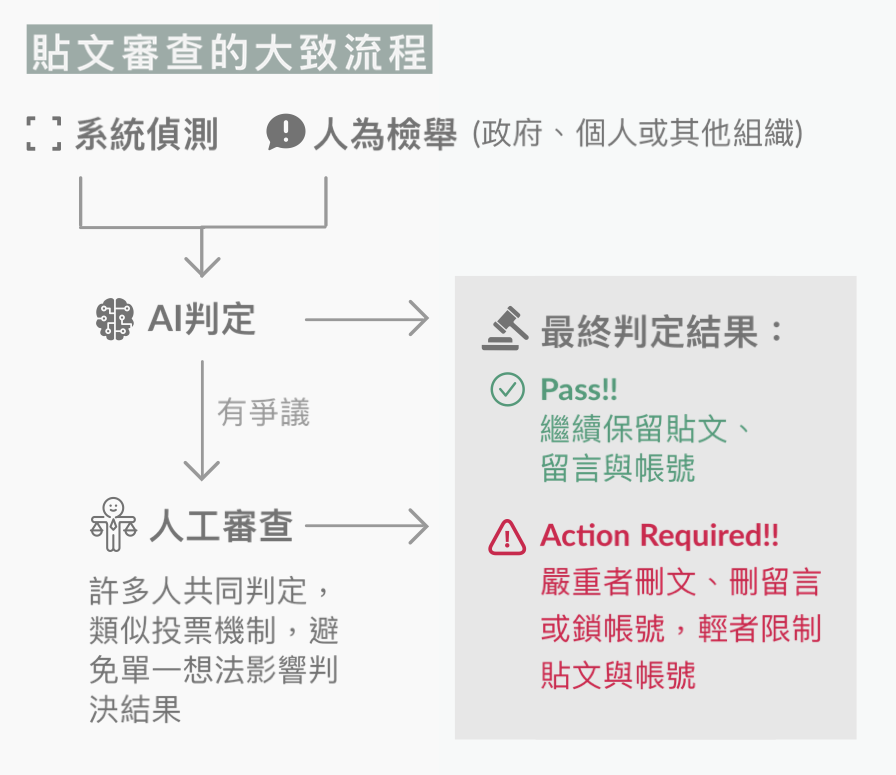 貼文審查的大致流程
系統偵測
人為檢舉 (政府、個人或其他組織)
AI判定
有爭議
人工審查
許多人共同判定，
類似投票機制，避
免單一想法影響判
決結果
最終判定結果：
Pass!!
繼續保留貼文、
留言與帳號
Action Required!!
嚴重者刪文、刪留言
或鎖帳號，輕者限制
貼文與帳號